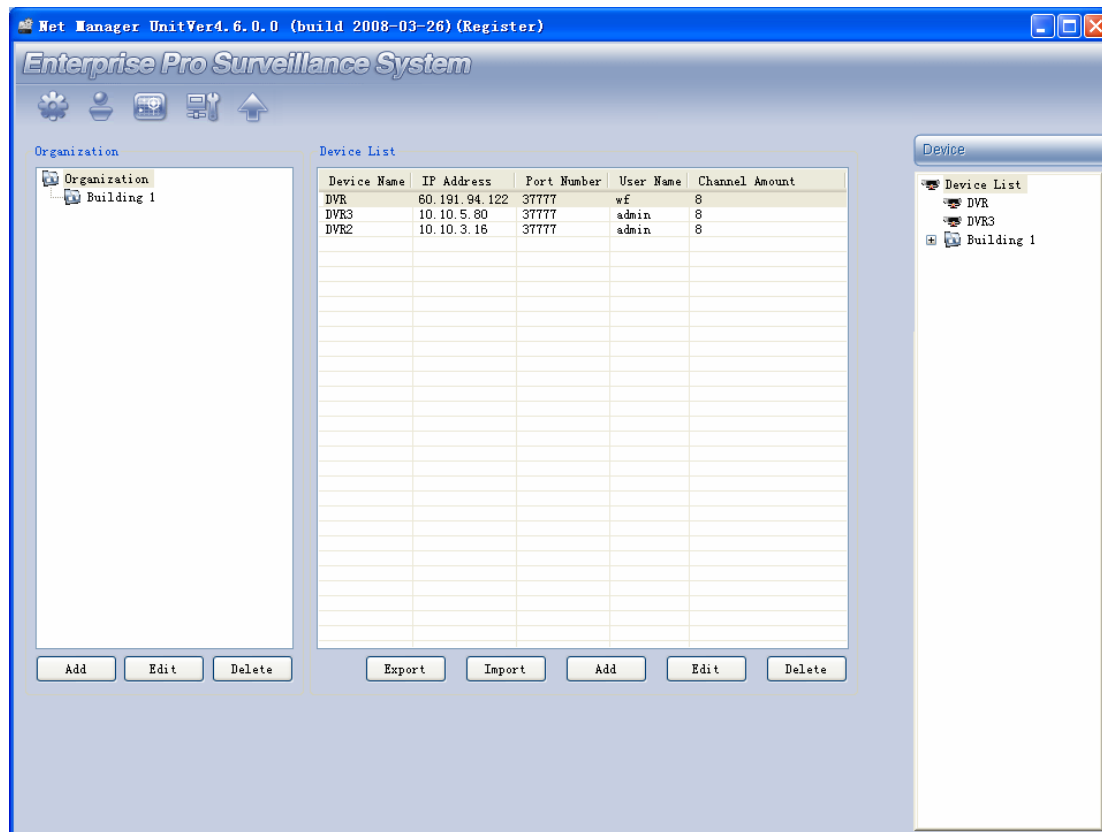 Net Manager UnitVer4.6.0.0 (build 2008-03-26)(Register)
Enterprise Pro Surveillance System
Organization
Organization
Building 1
Add Edit Delete
Device List
Device Name IP Address Port Number User Name Channel Amount
DVR 60.191.94.122 37777 wf 8
DVR3 10.10.5.80 37777 admin 8
DVR2 10.10.3.16 37777 admin 8
Export Import Add Edit Delete
Device
Device List
DVR
DVR3
Building 1